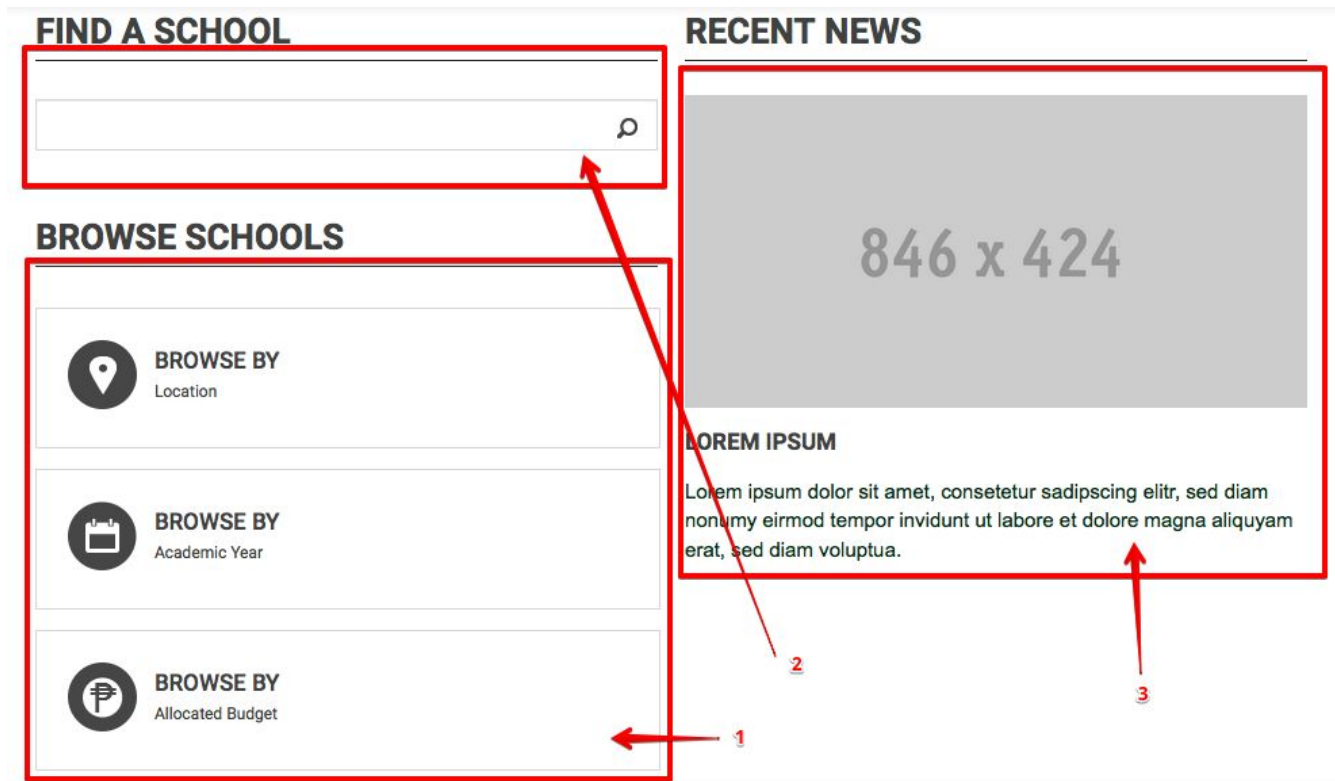 FIND A SCHOOL
BROWSE SCHOOLS
BROWSE BY
Location
BROWSE BY
Academic Year
BROWSE BY
Allocated Budget
RECENT NEWS
846 x 424
LOREM IPSUM
Lorem ipsum dolor sit amet, consetetur sadipscing elitr, sed diam
nonumy eirmod tempor invidunt ut labore et dolore magna aliquyam
erat, sed diam voluptua.
2
3
1